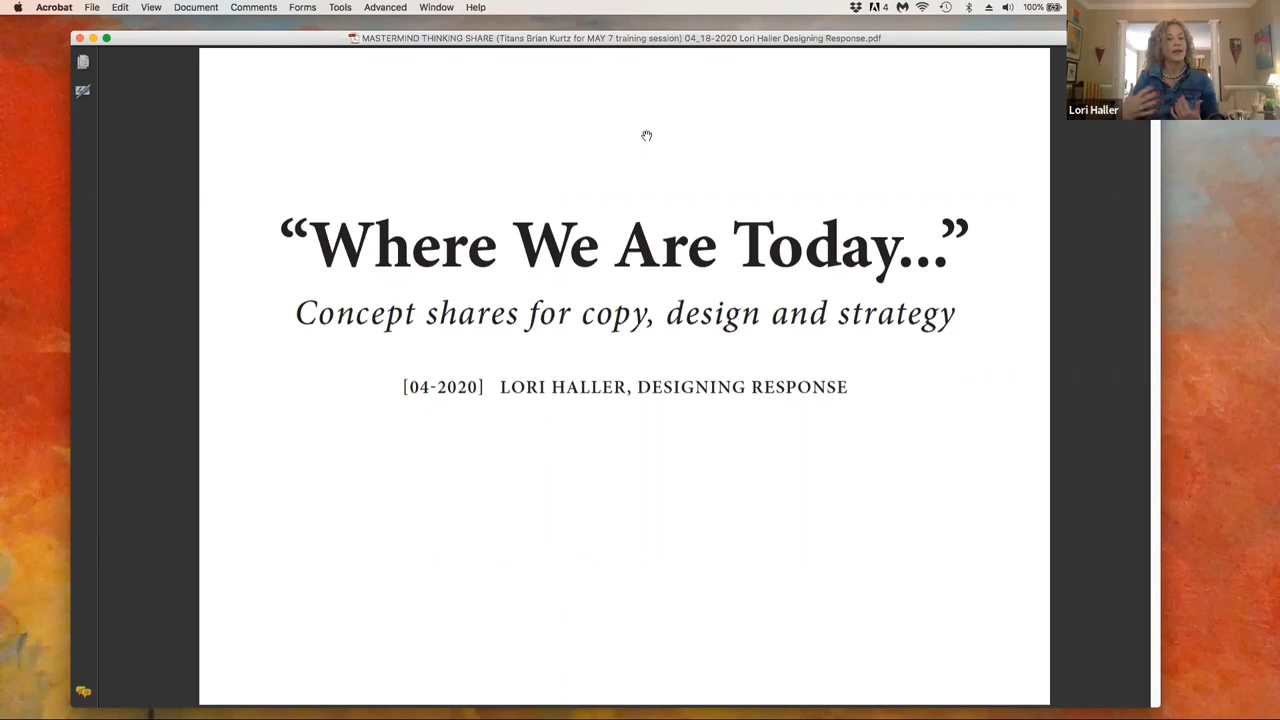 Acrobat File Edit View Document Comments Forms Tools Advanced Window Help 4 100%
MASTERMIND THINKING SHARE (Titans Brian Kurtz for MAY 7 training session) 04_18-2020 Lori Haller Designing Response.pdf
Lori Haller
“Where We Are Today...”
Concept shares for copy, design and strategy
[04-2020] LORI HALLER, DESIGNING RESPONSE